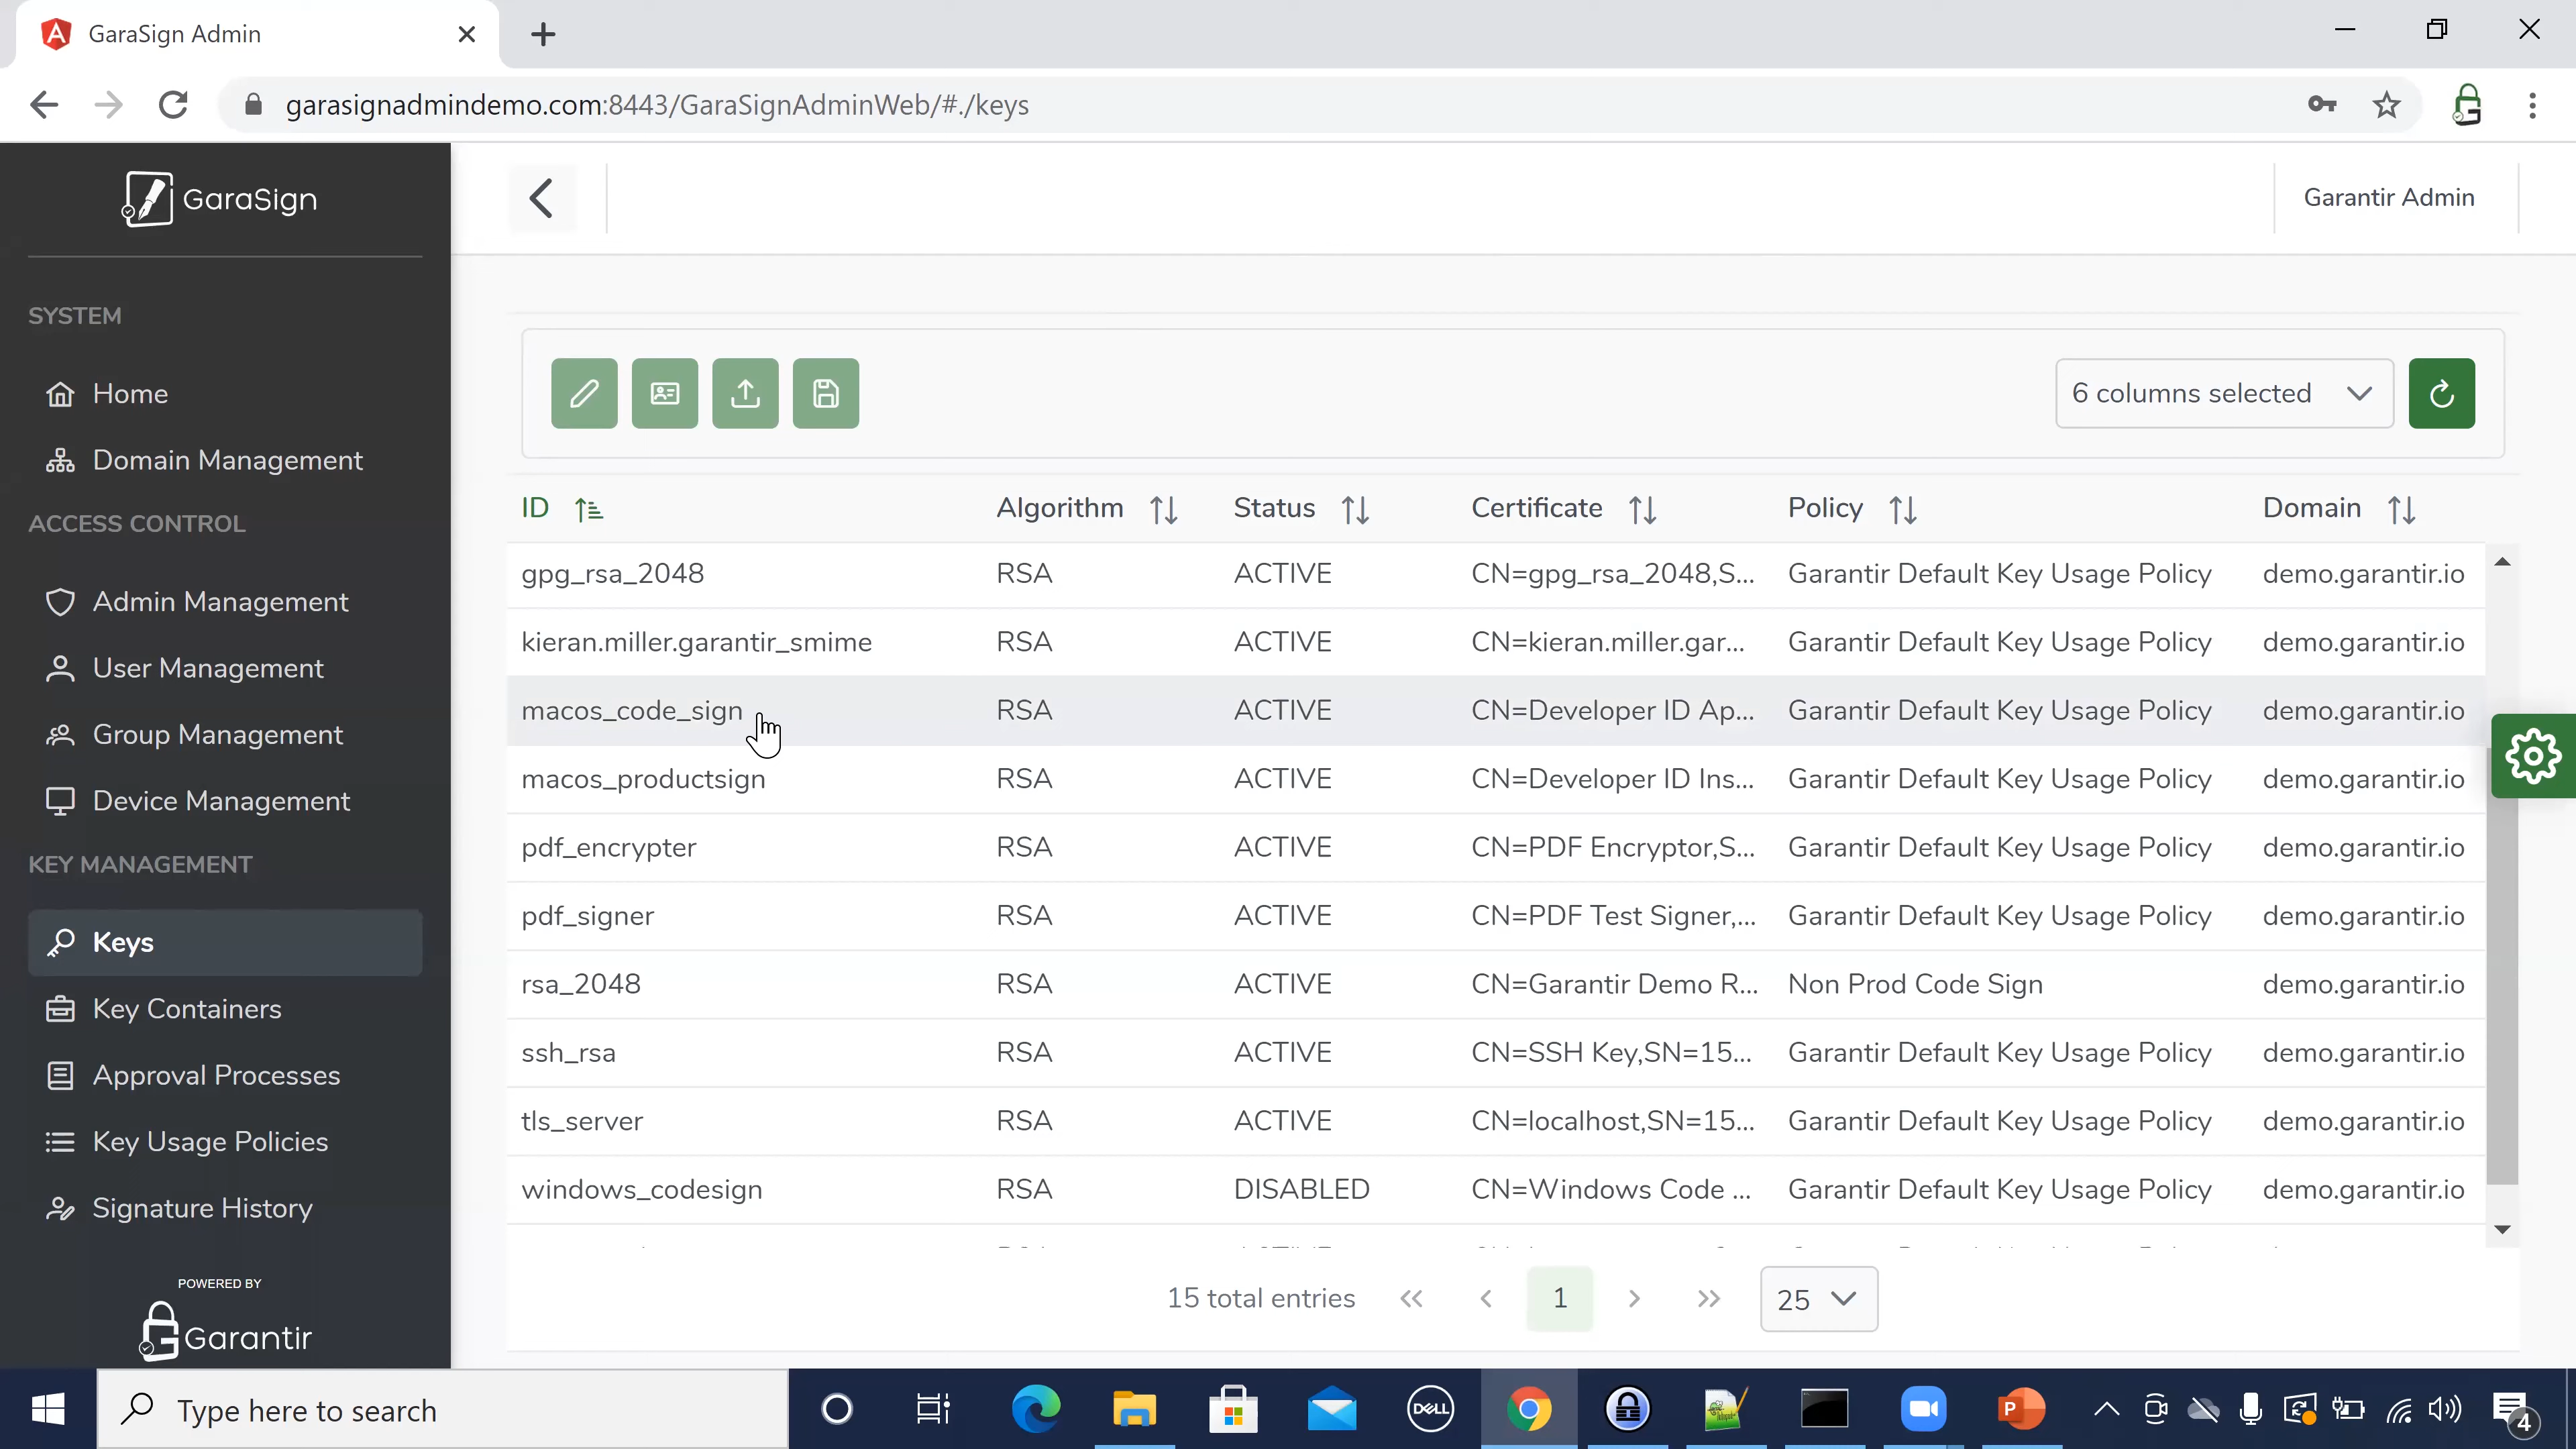 GaraSign Admin
garasignadmindemo.com:8443/GaraSignAdminWeb/#./keys
GaraSign
Garantir Admin
SYSTEM
Home
Domain Management
ACCESS CONTROL
Admin Management
User Management
Group Management
Device Management
KEY MANAGEMENT
Keys
Key Containers
Approval Processes
Key Usage Policies
Signature History
POWERED BY
Garantir
6 columns selected
ID Algorithm Status Certificate Policy Domain
gpg_rsa_2048 RSA ACTIVE CN=gpg_rsa_2048,S... Garantir Default Key Usage Policy demo.garantir.io
kieran.miller.garantir_smime RSA ACTIVE CN=kieran.miller.gar... Garantir Default Key Usage Policy demo.garantir.io
macos_code_sign RSA ACTIVE CN=Developer ID Ap... Garantir Default Key Usage Policy demo.garantir.io
macos_productsign RSA ACTIVE CN=Developer ID Ins... Garantir Default Key Usage Policy demo.garantir.io
pdf_encrypter RSA ACTIVE CN=PDF Encryptor,S... Garantir Default Key Usage Policy demo.garantir.io
pdf_signer RSA ACTIVE CN=PDF Test Signer,... Garantir Default Key Usage Policy demo.garantir.io
rsa_2048 RSA ACTIVE CN=Garantir Demo R... Non Prod Code Sign demo.garantir.io
ssh_rsa RSA ACTIVE CN=SSH Key,SN=15... Garantir Default Key Usage Policy demo.garantir.io
tls_server RSA ACTIVE CN=localhost,SN=15... Garantir Default Key Usage Policy demo.garantir.io
windows_codesign RSA DISABLED CN=Windows Code ... Garantir Default Key Usage Policy demo.garantir.io
15 total entries 1 25
Type here to search
DELL
P
4